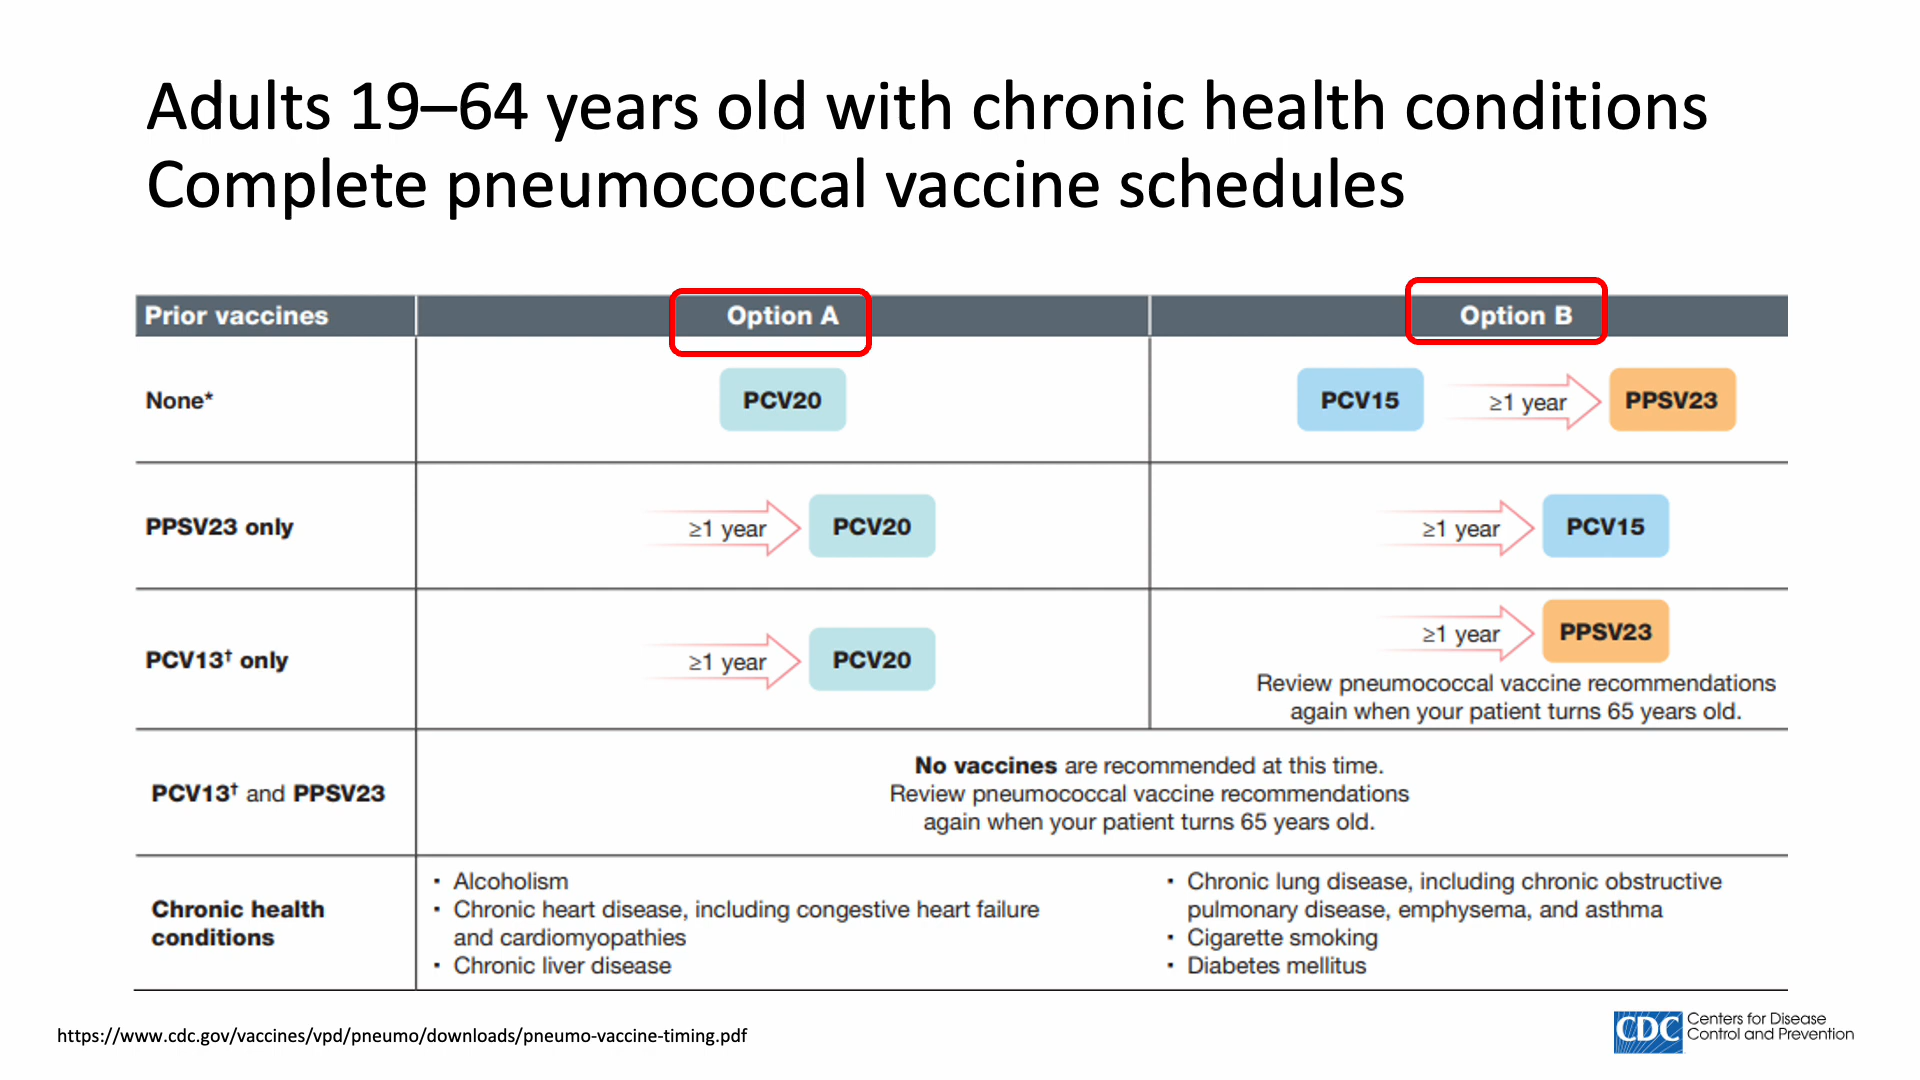 Adults 19–64 years old with chronic health conditions
Complete pneumococcal vaccine schedules
Prior vaccines
Option A
Option B
None*
PCV20
PCV15
≥1 year
PPSV23
PPSV23 only
≥1 year
PCV20
≥1 year
PCV15
PCV13† only
≥1 year
PCV20
≥1 year
PPSV23
Review pneumococcal vaccine recommendations
again when your patient turns 65 years old.
PCV13† and PPSV23
No vaccines are recommended at this time.
Review pneumococcal vaccine recommendations
again when your patient turns 65 years old.
Chronic health
conditions
· Alcoholism
· Chronic heart disease, including congestive heart failure
and cardiomyopathies
· Chronic liver disease
· Chronic lung disease, including chronic obstructive
pulmonary disease, emphysema, and asthma
· Cigarette smoking
· Diabetes mellitus
https://www.cdc.gov/vaccines/vpd/pneumo/downloads/pneumo-vaccine-timing.pdf
CDC
Centers for Disease
Control and Prevention